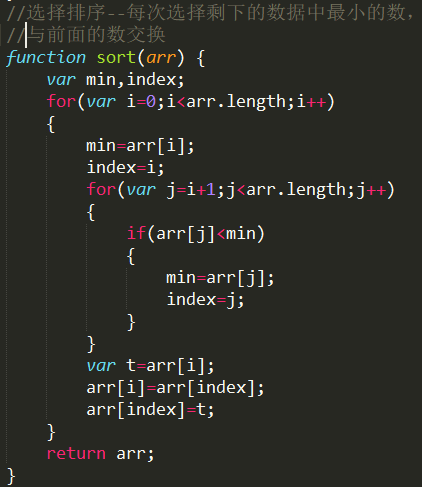 //选择排序--每次选择剩下的数据中最小的数，
//与前面的数交换
function sort(arr) {
    var min,index;
    for(var i=0;i<arr.length;i++)
    {
        min=arr[i];
        index=i;
        for(var j=i+1;j<arr.length;j++)
        {
            if(arr[j]<min)
            {
                min=arr[j];
                index=j;
            }
        }
        var t=arr[i];
        arr[i]=arr[index];
        arr[index]=t;
    }
    return arr;
}